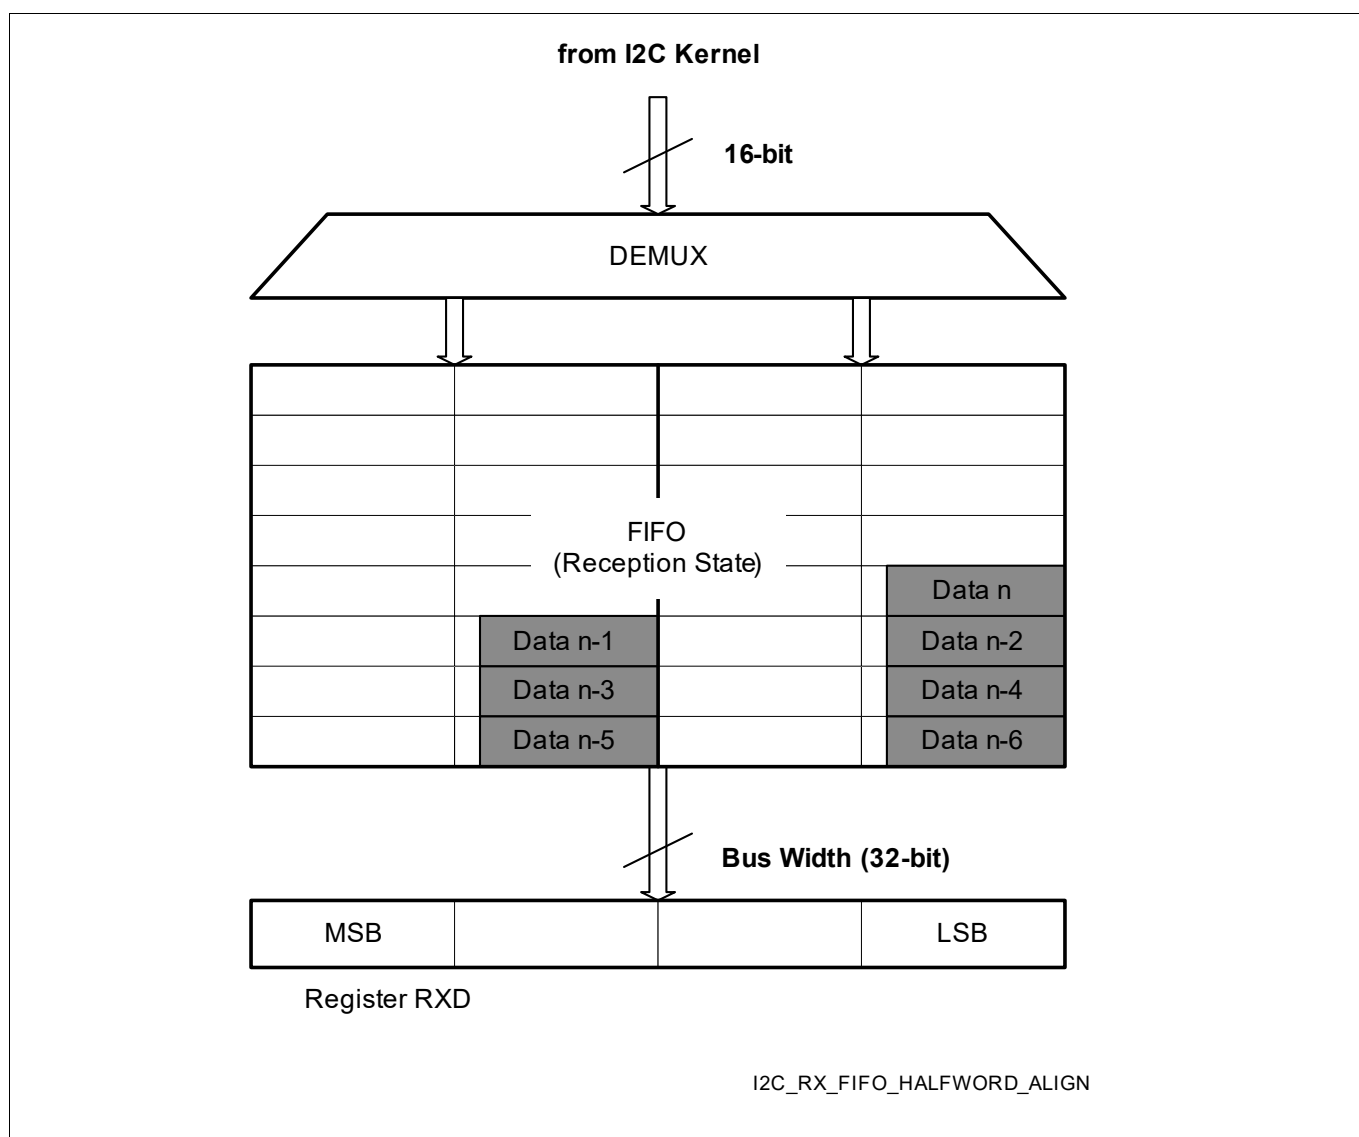 from I2C Kernel
16-bit
DEMUX
FIFO
(Reception State)
Data n
Data n-1
Data n-2
Data n-3
Data n-4
Data n-5
Data n-6
Bus Width (32-bit)
MSB
LSB
Register RXD
I2C_RX_FIFO_HALFWORD_ALIGN